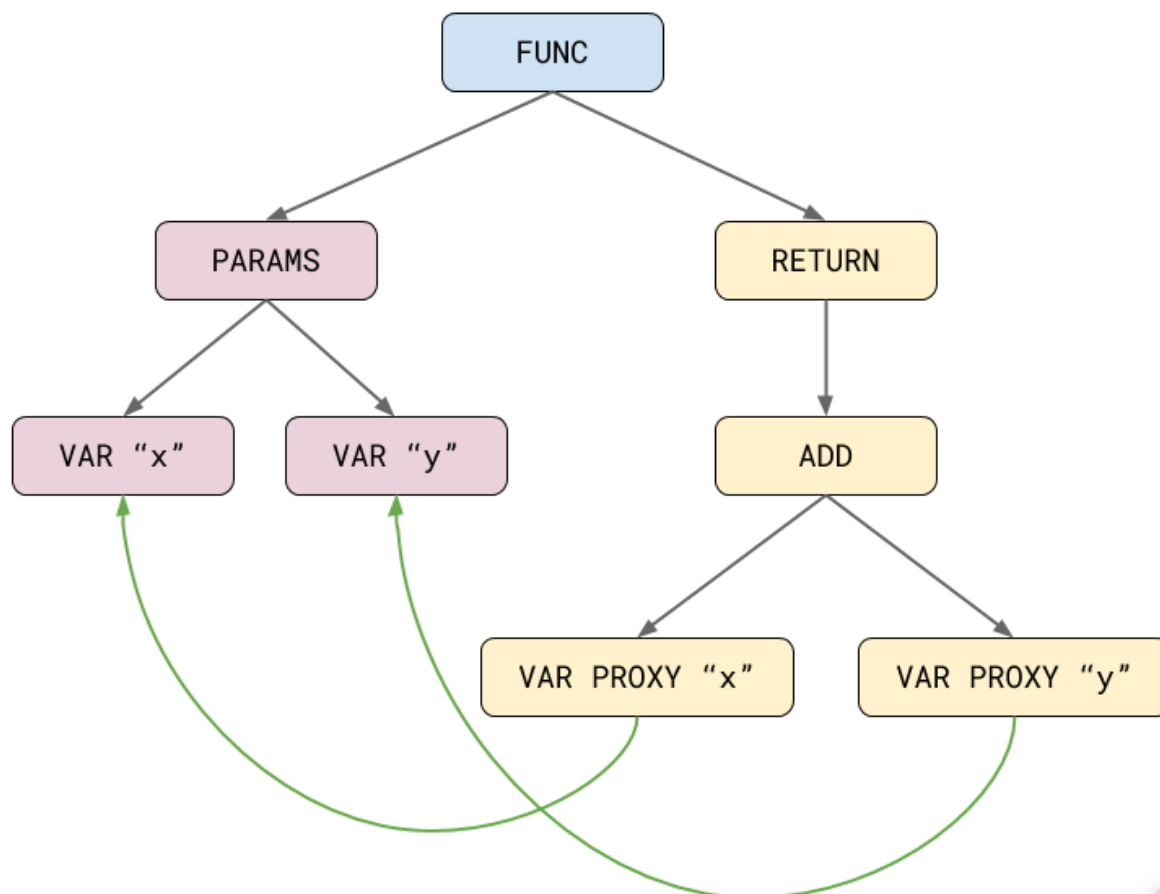 FUNC
PARAMS
RETURN
VAR “x”
VAR “y”
ADD
VAR PROXY “x”
VAR PROXY “y”